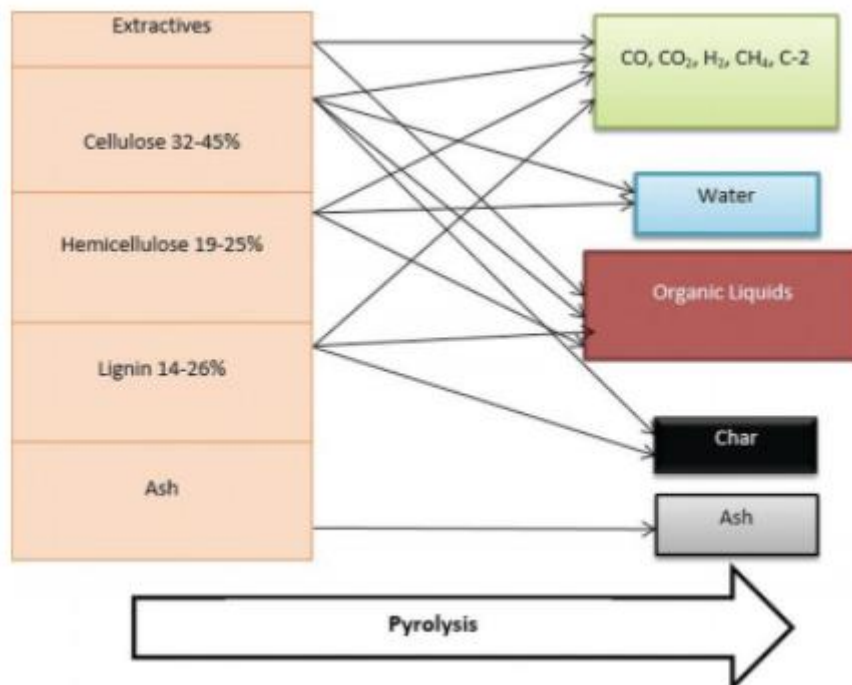 Extractives
Cellulose 32-45%
Hemicellulose 19-25%
Lignin 14-26%
Ash
CO, CO₂, H₂, CH₄, C-2
Water
Organic Liquids
Char
Ash
Pyrolysis